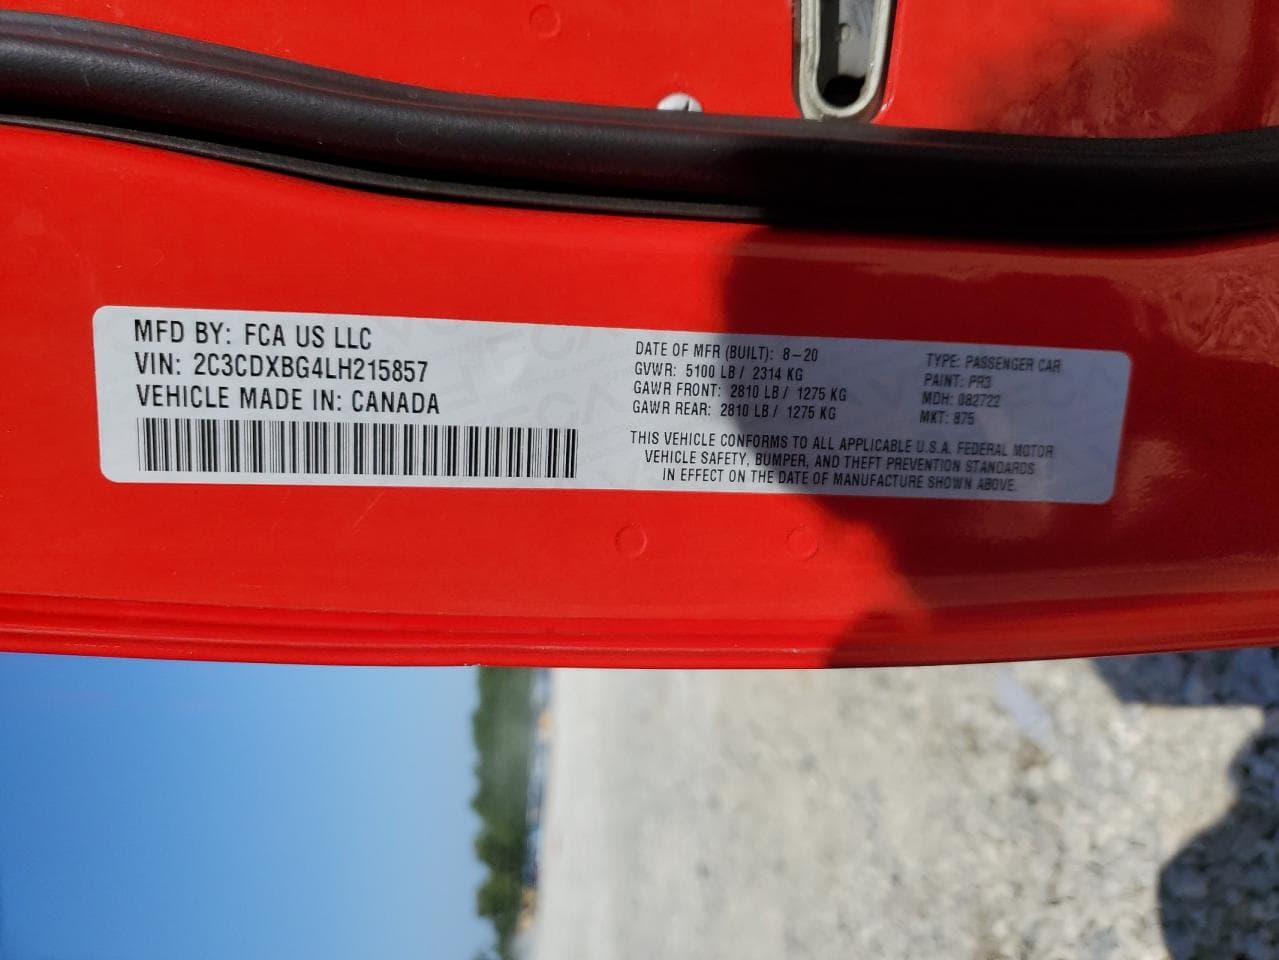 MFD BY: FCA US LLC
VIN: 2C3CDXBG4LH215857
VEHICLE MADE IN: CANADA
DATE OF MFR (BUILT): 8-20
GVWR: 5100 LB / 2314 KG
GAWR FRONT: 2810 LB / 1275 KG
GAWR REAR: 2810 LB / 1275 KG
TYPE: PASSENGER CAR
PAINT: PR3
MDH: 082722
MKT: 875
THIS VEHICLE CONFORMS TO ALL APPLICABLE U.S.A. FEDERAL MOTOR
VEHICLE SAFETY, BUMPER, AND THEFT PREVENTION STANDARDS
IN EFFECT ON THE DATE OF MANUFACTURE SHOWN ABOVE.